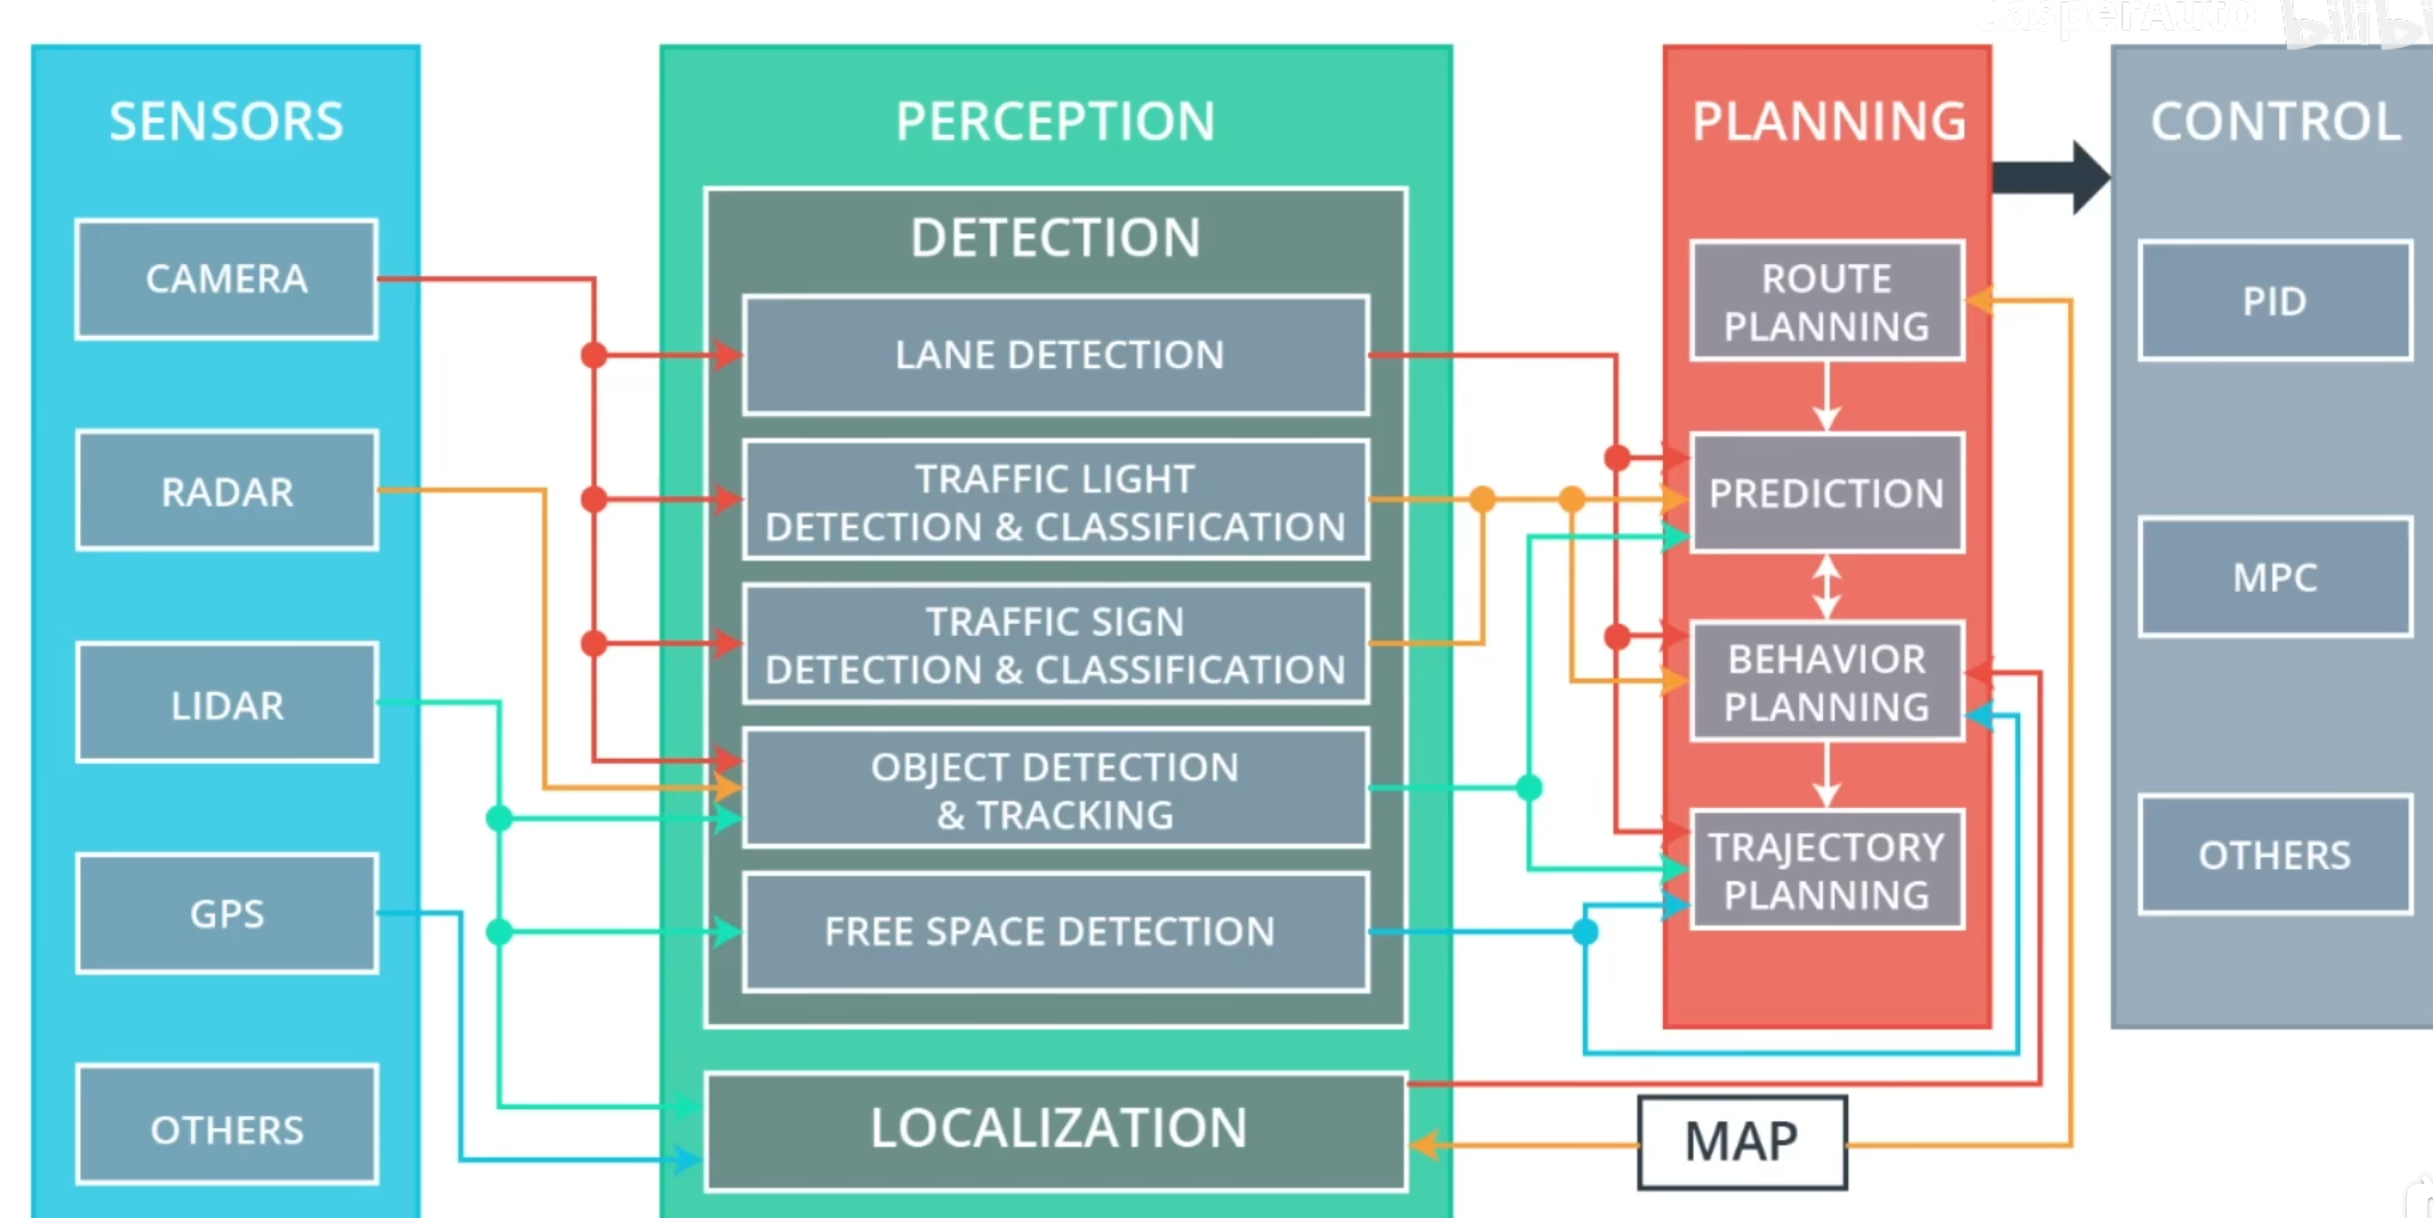 JasperAuto bilibi
SENSORS
CAMERA
RADAR
LIDAR
GPS
OTHERS
PERCEPTION
DETECTION
LANE DETECTION
TRAFFIC LIGHT
DETECTION & CLASSIFICATION
TRAFFIC SIGN
DETECTION & CLASSIFICATION
OBJECT DETECTION
& TRACKING
FREE SPACE DETECTION
LOCALIZATION
PLANNING
ROUTE
PLANNING
PREDICTION
BEHAVIOR
PLANNING
TRAJECTORY
PLANNING
MAP
CONTROL
PID
MPC
OTHERS